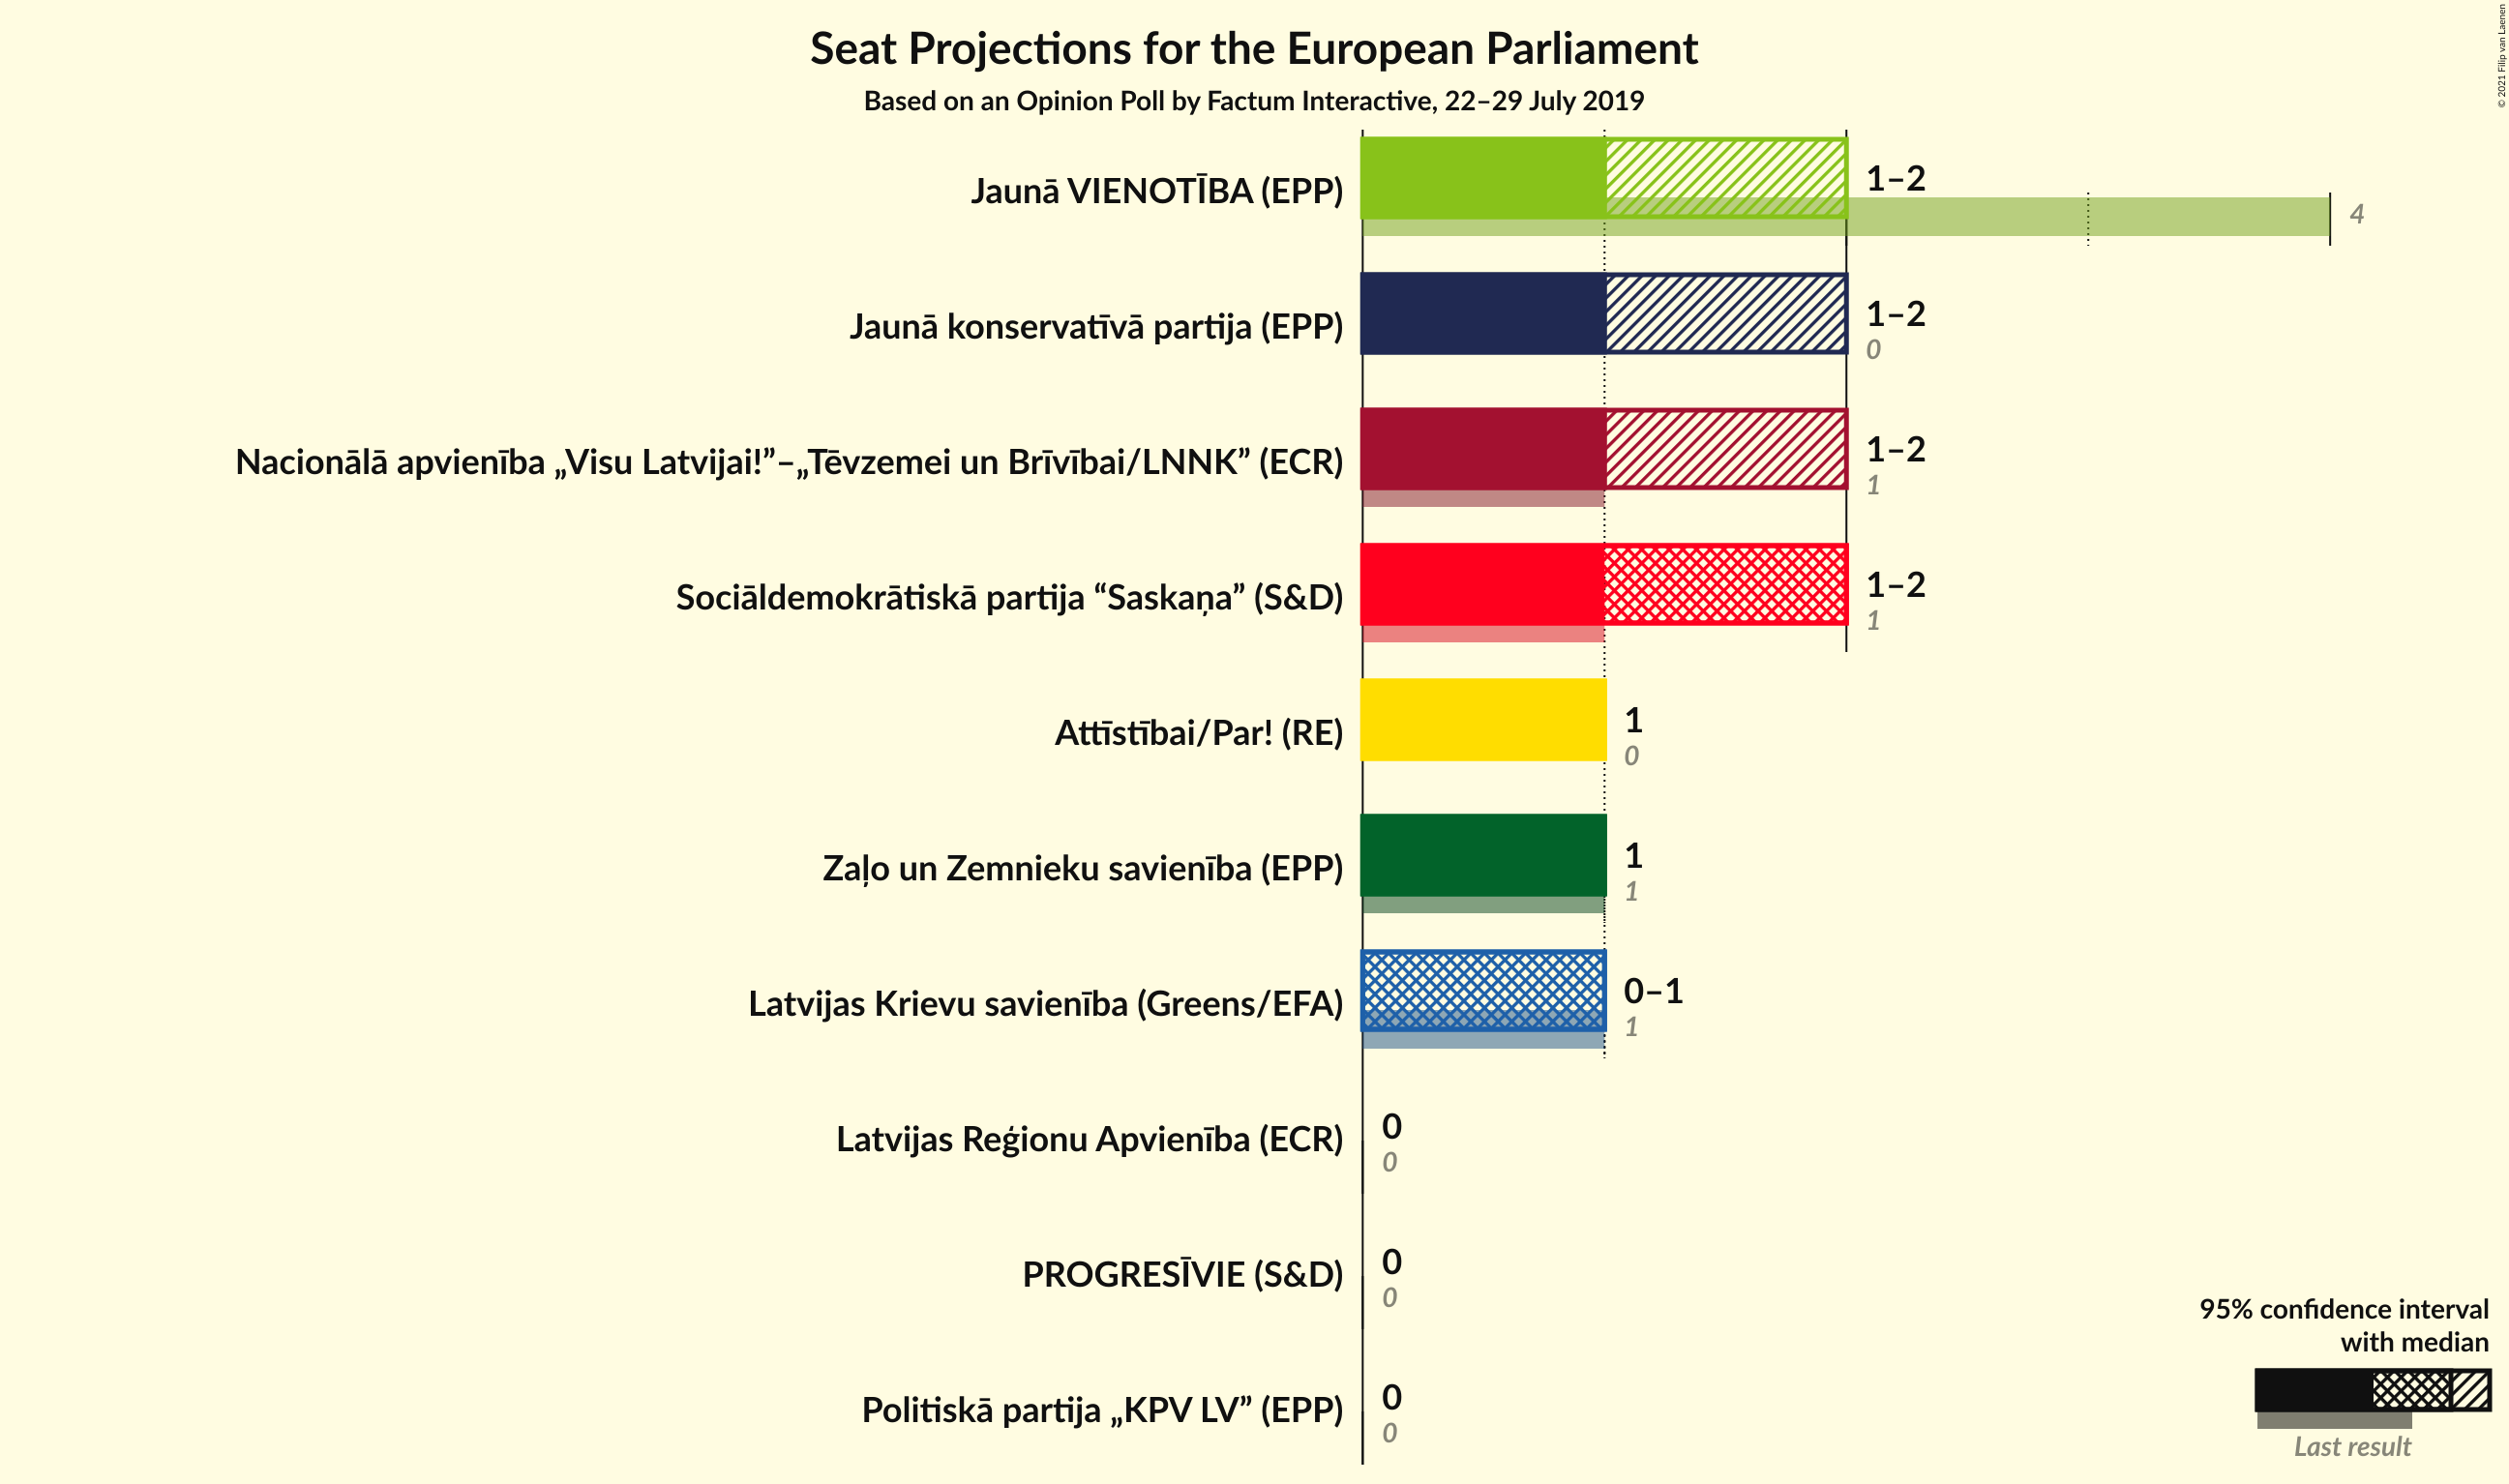 Seat Projections for the European Parliament
Based on an Opinion Poll by Factum Interactive, 22–29 July 2019
© 2021 Filip van Laenen
Jaunā VIENOTĪBA (EPP)
1–2
4
Jaunā konservatīvā partija (EPP)
1–2
0
Nacionālā apvienība „Visu Latvijai!”–„Tēvzemei un Brīvībai/LNNK” (ECR)
1–2
1
Sociāldemokrātiskā partija “Saskaņa” (S&D)
1–2
1
Attīstībai/Par! (RE)
1
0
Zaļo un Zemnieku savienība (EPP)
1
1
Latvijas Krievu savienība (Greens/EFA)
0–1
1
Latvijas Reģionu Apvienība (ECR)
0
0
PROGRESĪVIE (S&D)
0
0
Politiskā partija „KPV LV” (EPP)
0
0
95% confidence interval
with median
Last result